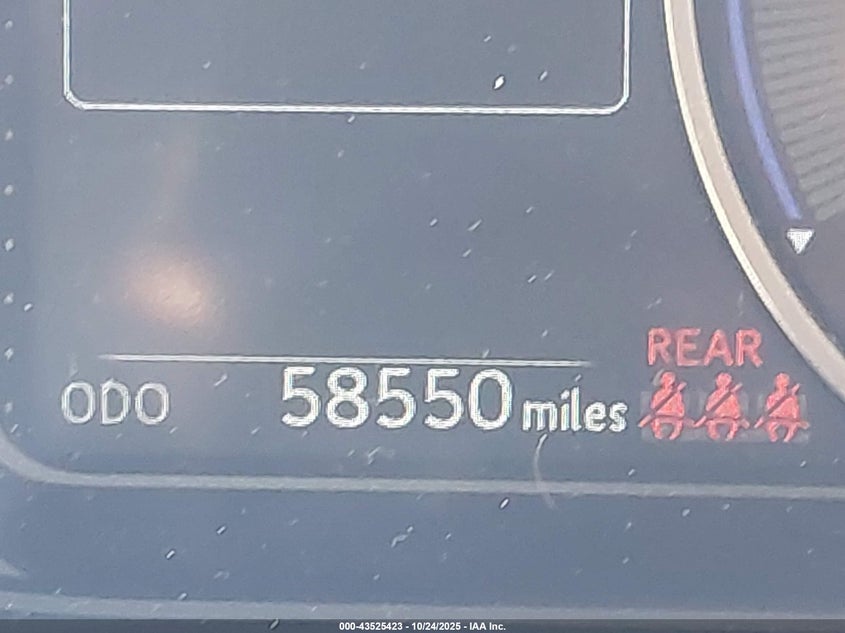 REAR
ODO 58550 miles
000-43525423 - 10/24/2025 - IAA Inc.